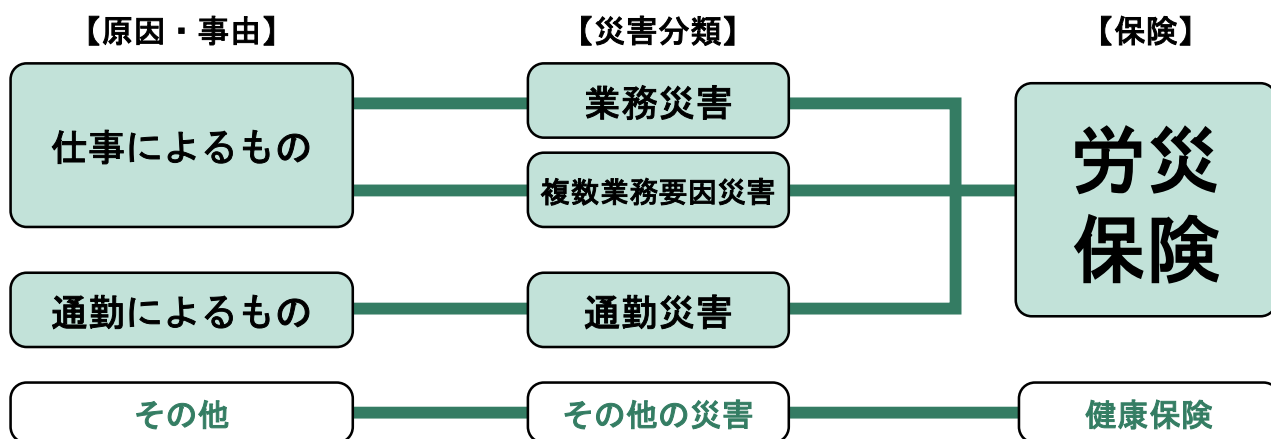 【原因・事由】
【災害分類】
【保険】
仕事によるもの
業務災害
複数業務要因災害
労災
保険
通勤によるもの
通勤災害
その他
その他の災害
健康保険